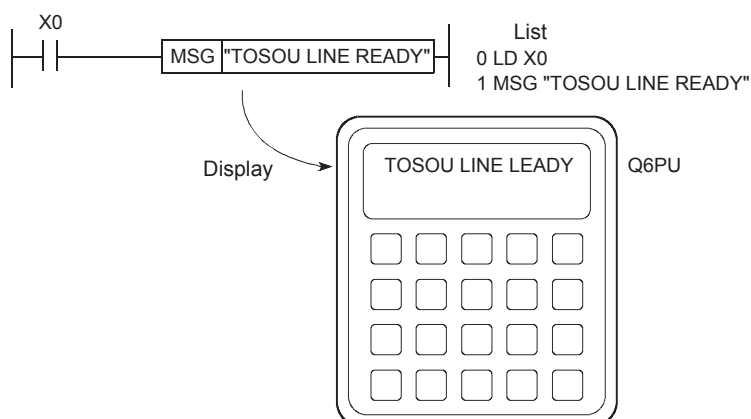 X0
MSG "TOSOU LINE READY"
List
0 LD X0
1 MSG "TOSOU LINE READY"
Display
TOSOU LINE LEADY
Q6PU